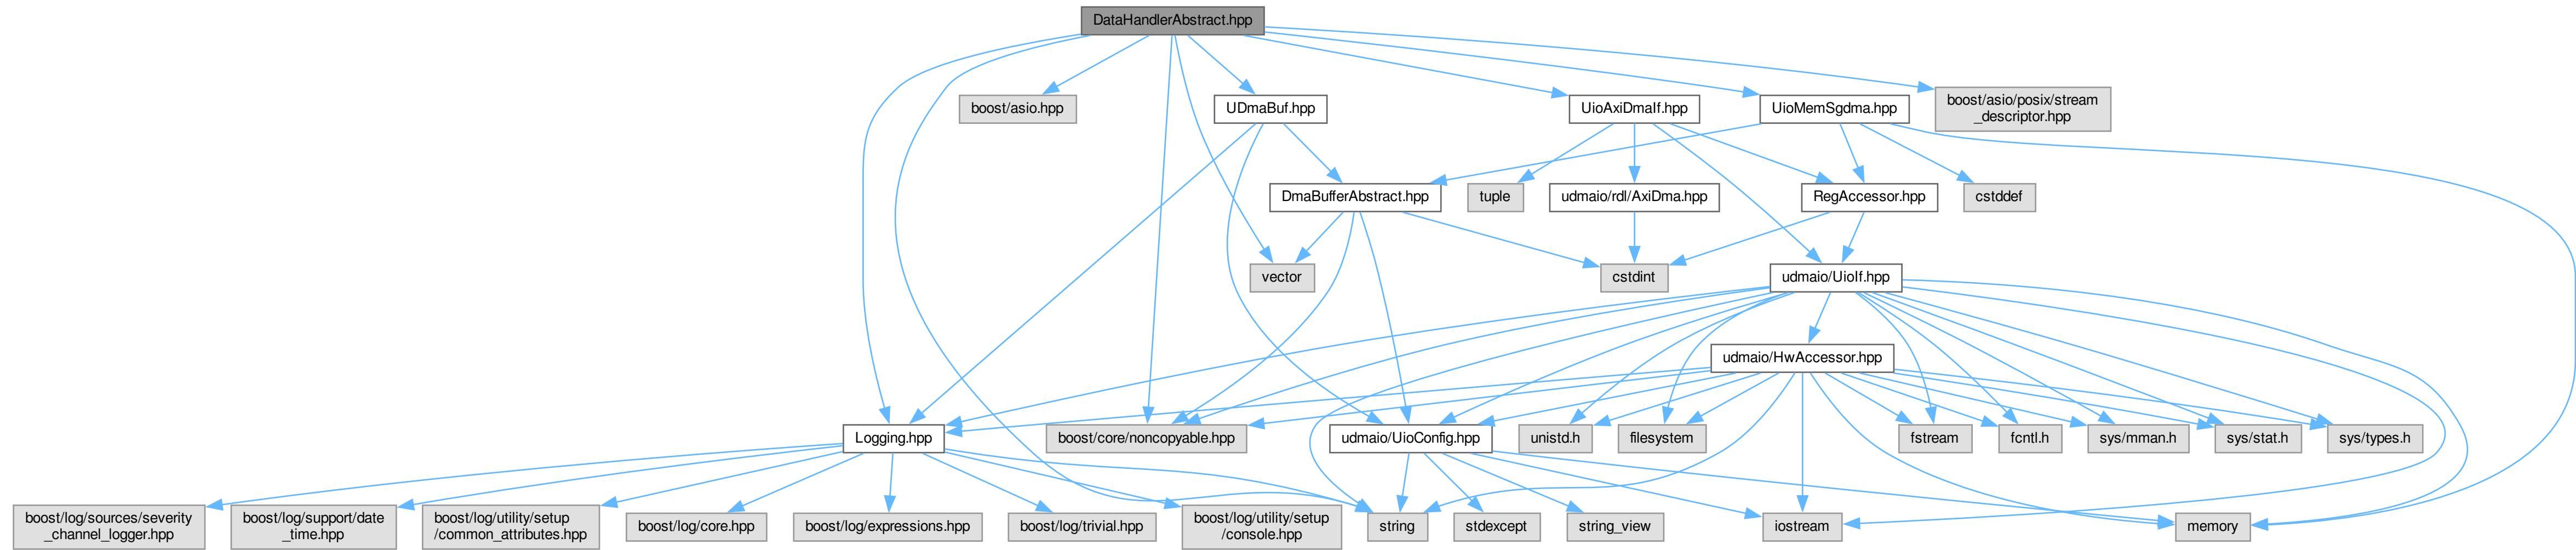 DataHandlerAbstract.hpp
boost/asio.hpp
UDmaBuf.hpp
UioAxiDmaIf.hpp
UioMemSgdma.hpp
boost/asio/posix/stream
_descriptor.hpp
DmaBufferAbstract.hpp
tuple
udmaio/rdl/AxiDma.hpp
RegAccessor.hpp
cstddef
vector
cstdint
udmaio/UioIf.hpp
udmaio/HwAccessor.hpp
Logging.hpp
boost/core/noncopyable.hpp
udmaio/UioConfig.hpp
unistd.h
filesystem
fstream
fcntl.h
sys/mman.h
sys/stat.h
sys/types.h
boost/log/sources/severity
_channel_logger.hpp
boost/log/support/date
_time.hpp
boost/log/utility/setup
/common_attributes.hpp
boost/log/core.hpp
boost/log/expressions.hpp
boost/log/trivial.hpp
boost/log/utility/setup
/console.hpp
string
stdexcept
string_view
iostream
memory